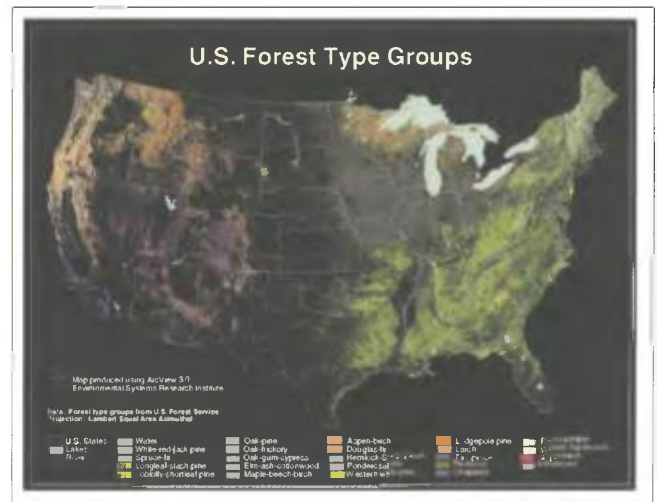 U.S. Forest Type Groups
Map produced using ArcView 3.0
Environmental Systems Research Institute
Data: Forest type groups from U.S. Forest Service
Projection: Lambert Equal Area Azimuthal
U.S. States
Lakes
River
Water
White-red-jack pine
Spruce-fir
Longleaf-slash pine
Loblolly-shortleaf pine
Oak-pine
Oak-hickory
Oak-gum-cypress
Elm-ash-cottonwood
Maple-beech-birch
Aspen-birch
Douglas-fir
Hemlock-S
Ponderosa
Western w
Lodgepole pine
Larch